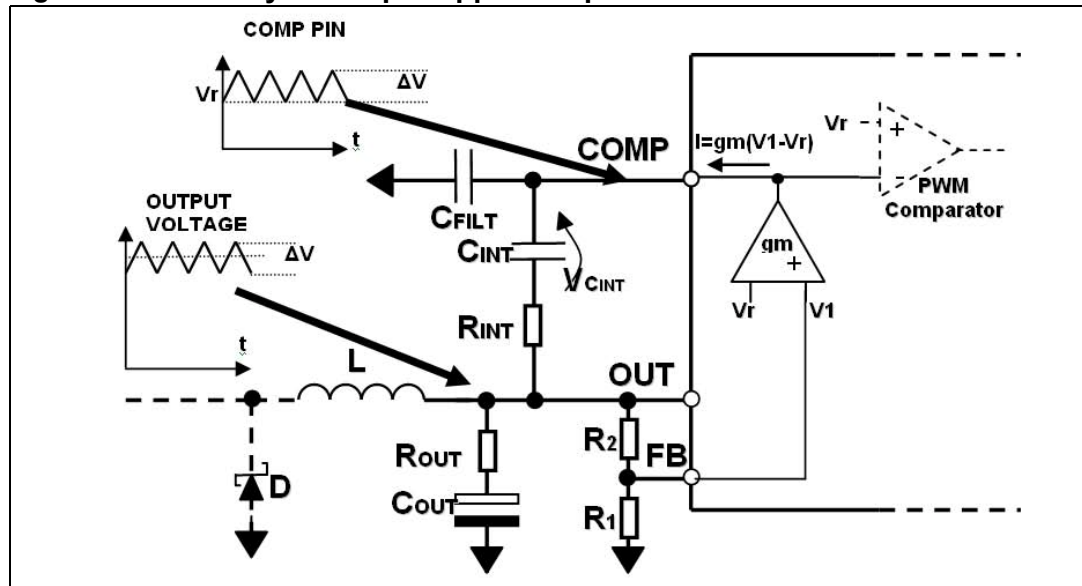 COMP PIN
ΔV
Vr
t
COMP
I=gm(V1-Vr)
Vr
+
−
PWM
Comparator
OUTPUT
VOLTAGE
ΔV
t
CFILT
CINT
VCINT
gm
+
Vr
V1
RINT
L
OUT
ROUT
R2
FB
D
COUT
R1